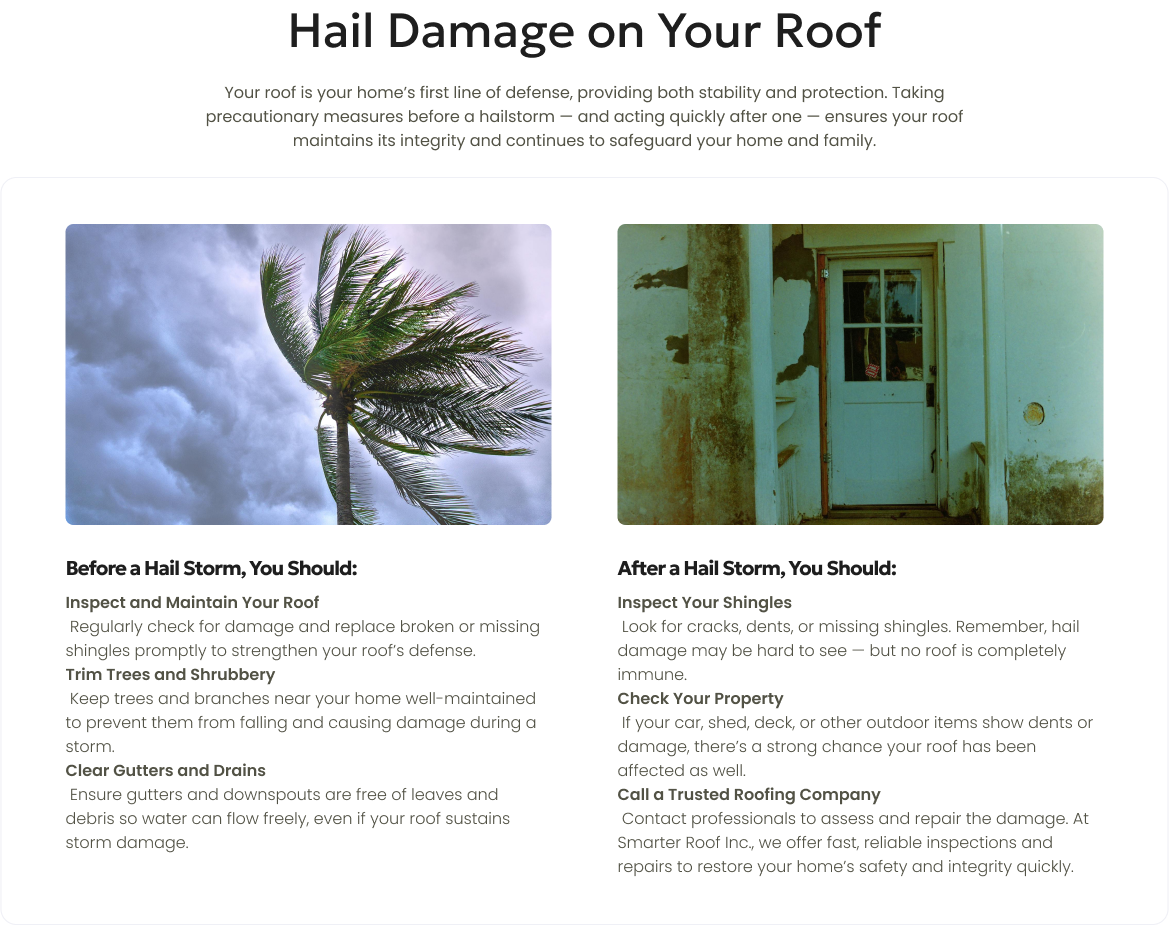 Hail Damage on Your Roof
Your roof is your home’s first line of defense, providing both stability and protection. Taking
precautionary measures before a hailstorm — and acting quickly after one — ensures your roof
maintains its integrity and continues to safeguard your home and family.
Before a Hail Storm, You Should:
Inspect and Maintain Your Roof
Regularly check for damage and replace broken or missing
shingles promptly to strengthen your roof’s defense.
Trim Trees and Shrubbery
Keep trees and branches near your home well-maintained
to prevent them from falling and causing damage during a
storm.
Clear Gutters and Drains
Ensure gutters and downspouts are free of leaves and
debris so water can flow freely, even if your roof sustains
storm damage.
After a Hail Storm, You Should:
Inspect Your Shingles
Look for cracks, dents, or missing shingles. Remember, hail
damage may be hard to see — but no roof is completely
immune.
Check Your Property
If your car, shed, deck, or other outdoor items show dents or
damage, there’s a strong chance your roof has been
affected as well.
Call a Trusted Roofing Company
Contact professionals to assess and repair the damage. At
Smarter Roof Inc., we offer fast, reliable inspections and
repairs to restore your home’s safety and integrity quickly.